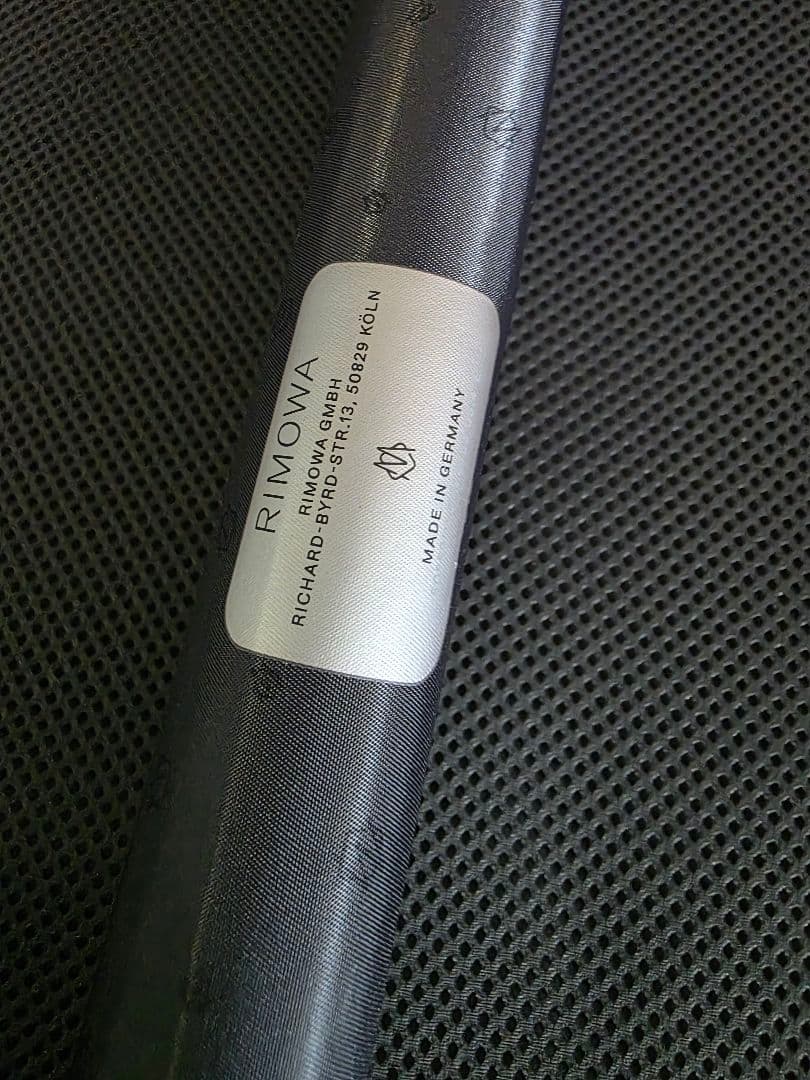 RIMOWA
RIMOWA GMBH
RICHARD-BYRD-STR.13, 50829 KÖLN
MADE IN GERMANY